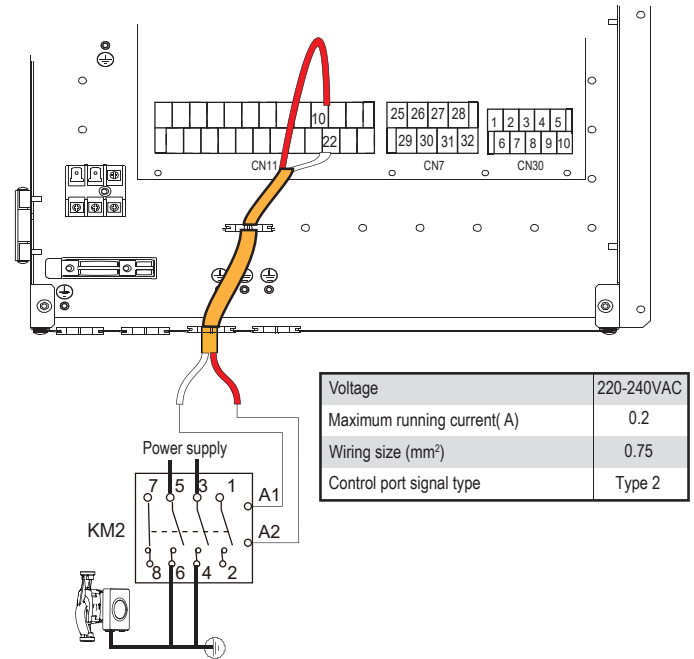 10
22
CN11
25 26 27 28
29 30 31 32
CN7
1 2 3 4 5
6 7 8 9 10
CN30
Voltage 220-240VAC
Maximum running current( A) 0.2
Wiring size (mm²) 0.75
Control port signal type Type 2
Power supply
7 5 3 1
A1
KM2
A2
8 6 4 2